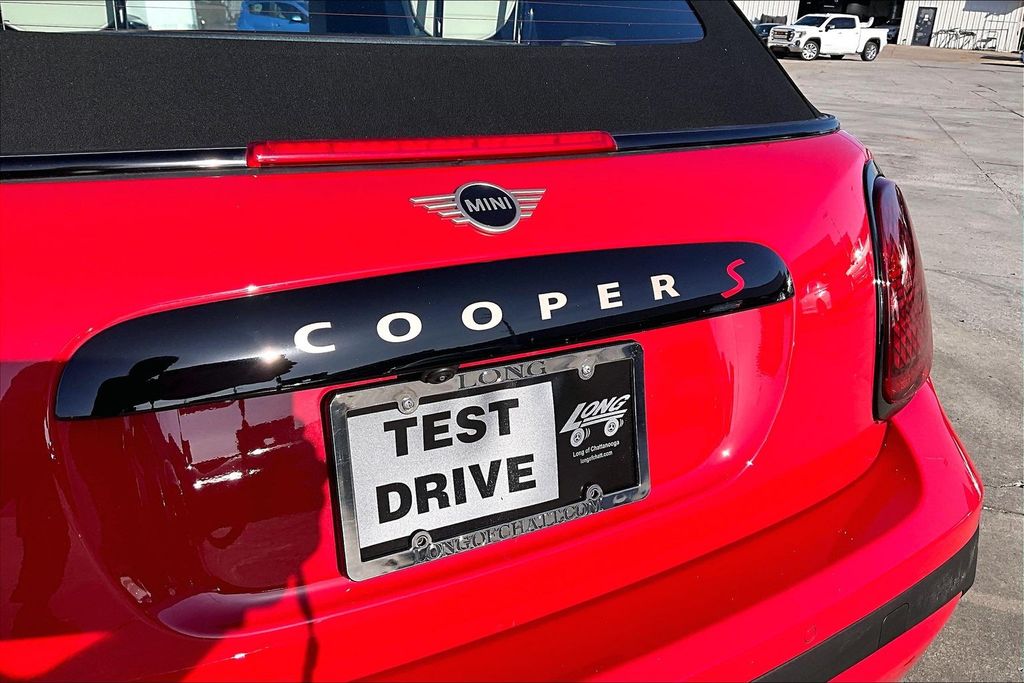 MINI
COOPER S
LONG
TEST
DRIVE
LONG
Long of Chattanooga
longofchatt.com
LONGOFCHATT.COM